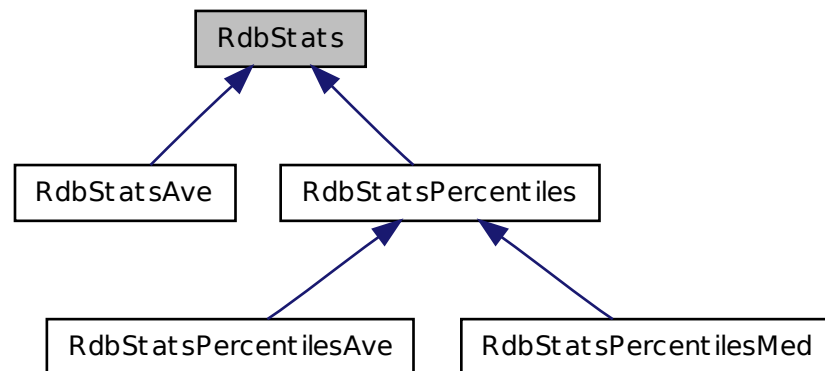 RdbStats
RdbStatsAve
RdbStatsPercentiles
RdbStatsPercentilesAve
RdbStatsPercentilesMed